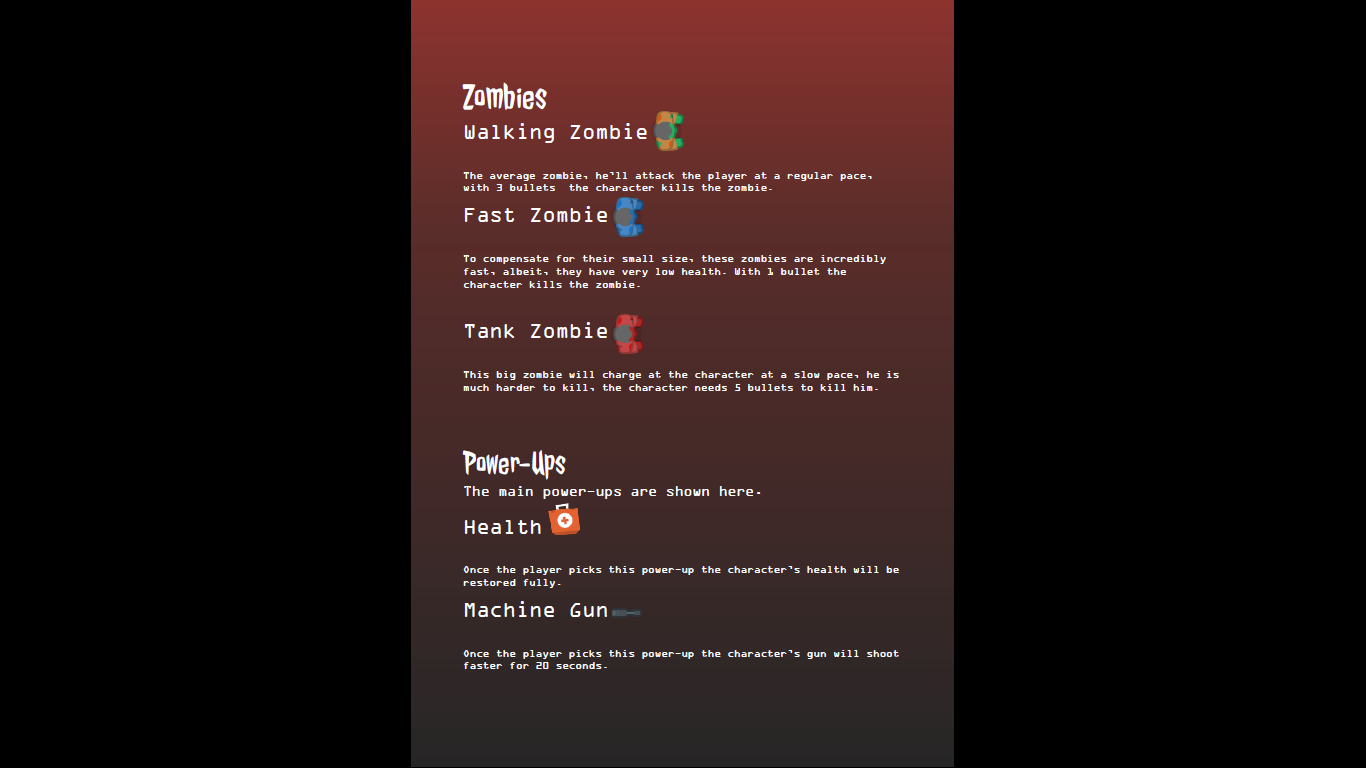 Zombies
Walking Zombie
The average zombie, he'll attack the player at a regular pace,
with 3 bullets  the character kills the zombie.
Fast Zombie
To compensate for their small size, these zombies are incredibly
fast, albeit, they have very low health. With 1 bullet the
character kills the zombie.
Tank Zombie
This big zombie will charge at the character at a slow pace, he is
much harder to kill, the character needs 5 bullets to kill him.
Power-Ups
The main power-ups are shown here.
Health
Once the player picks this power-up the character's health will be
restored fully.
Machine Gun
Once the player picks this power-up the character's gun will shoot
faster for 20 seconds.